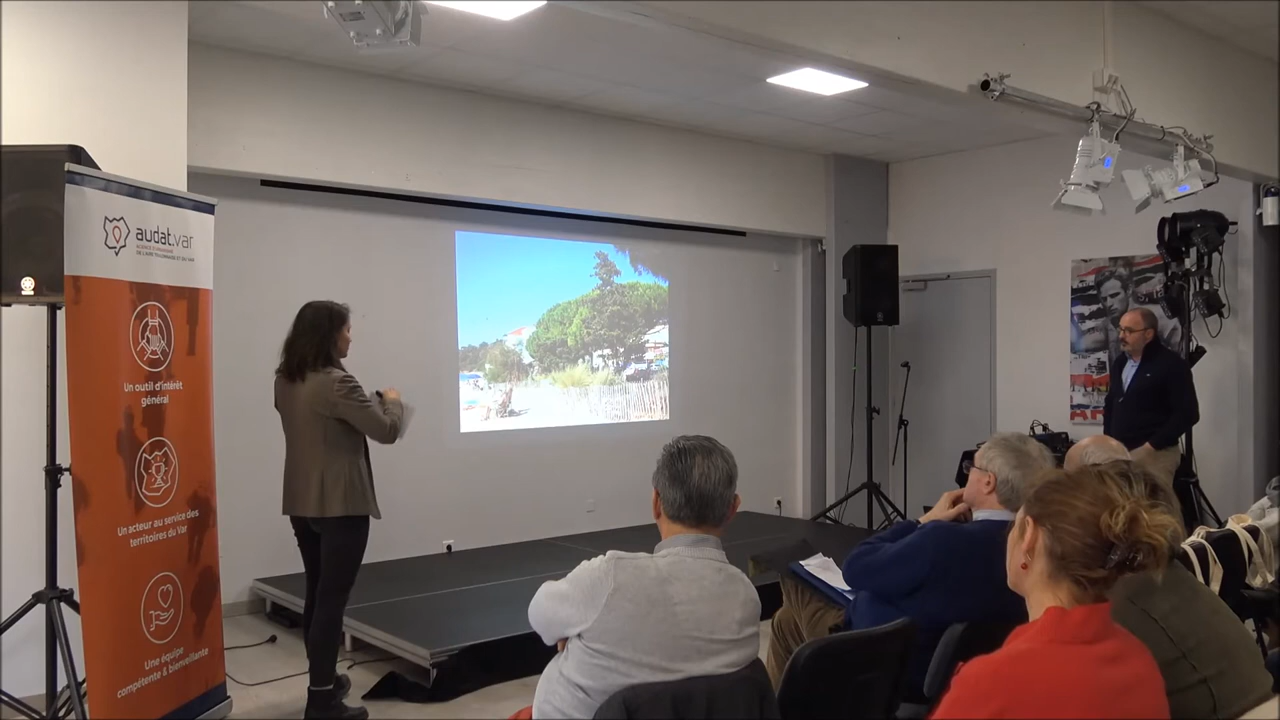 audat.var
AGENCE D'URBANISME
DE L'AIRE TOULONNAISE ET DU VAR
Un outil d'intérêt
général
Un acteur au service des
territoires du Var
Une équipe
compétente & bienveillante